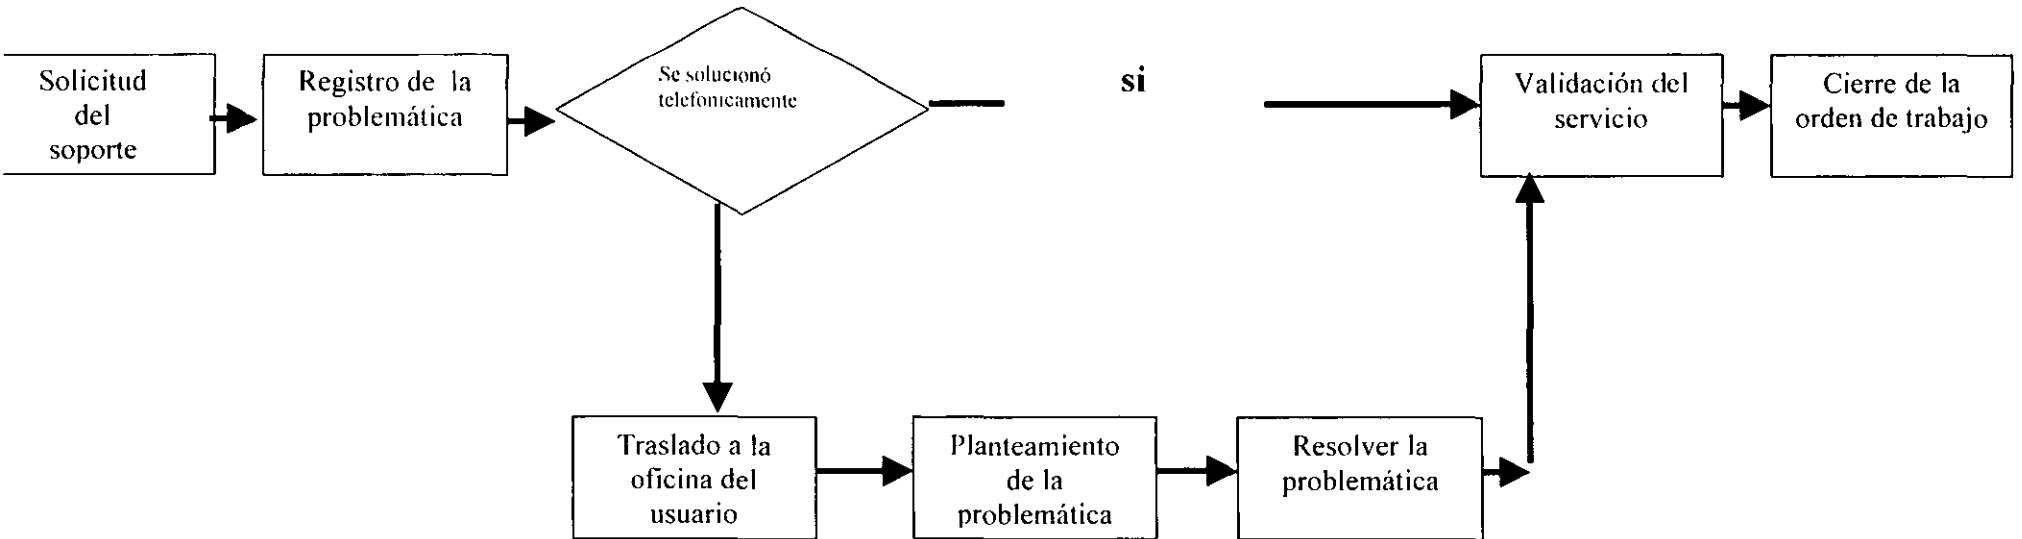 Solicitud
del
soporte
Registro de la
problemática
Se solucionó
telefonicamente
si
Validación del
servicio
Cierre de la
orden de trabajo
Traslado a la
oficina del
usuario
Planteamiento
de la
problemática
Resolver la
problemática